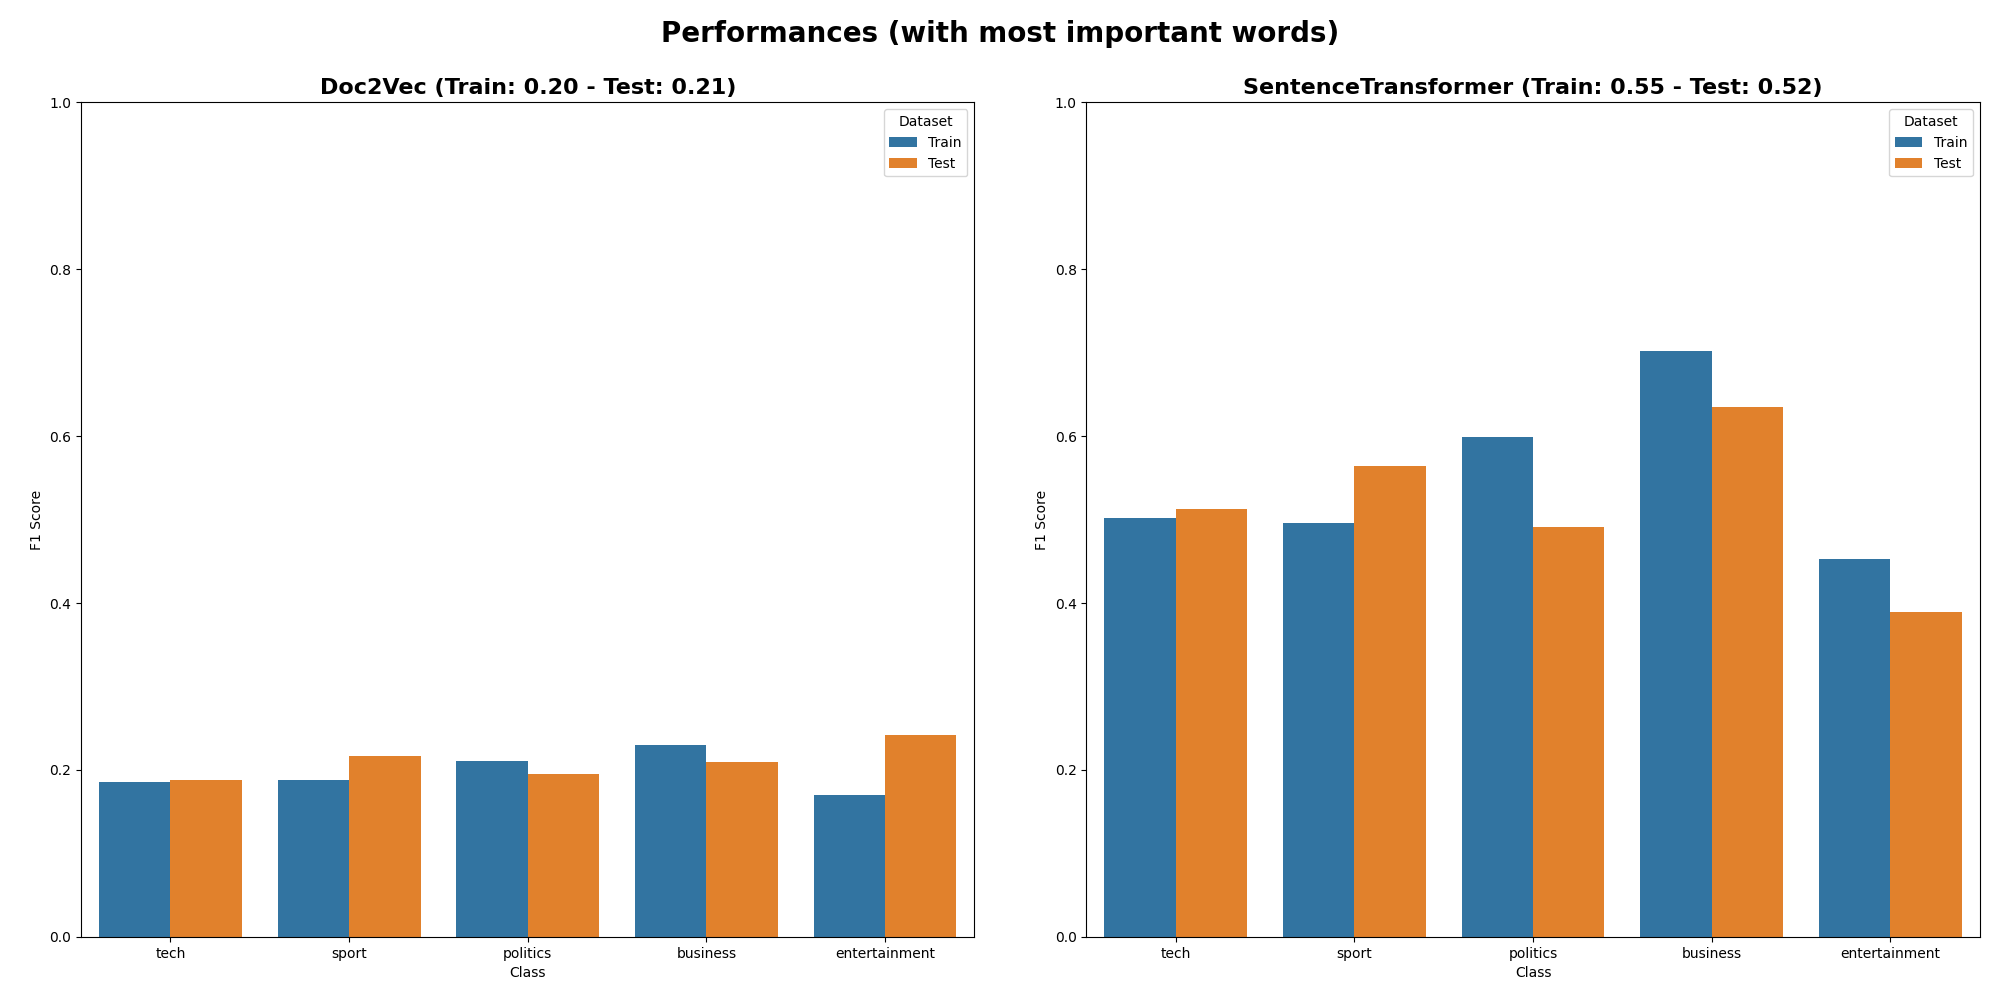 Performances (with most important words)
Doc2Vec (Train: 0.20 - Test: 0.21)
1.0
0.8
0.6
0.4
0.2
0.0
F1 Score
Dataset
Train
Test
tech
sport
politics
business
entertainment
Class
SentenceTransformer (Train: 0.55 - Test: 0.52)
1.0
0.8
0.6
0.4
0.2
0.0
F1 Score
Dataset
Train
Test
tech
sport
politics
business
entertainment
Class